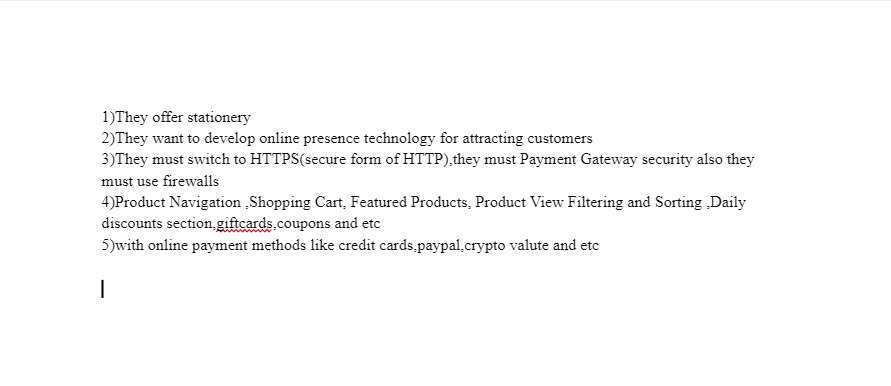 1)They offer stationery
2)They want to develop online presence technology for attracting customers
3)They must switch to HTTPS(secure form of HTTP),they must Payment Gateway security also they
must use firewalls
4)Product Navigation ,Shopping Cart, Featured Products, Product View Filtering and Sorting ,Daily
discounts section,giftcards,coupons and etc
5)with online payment methods like credit cards,paypal,crypto valute and etc